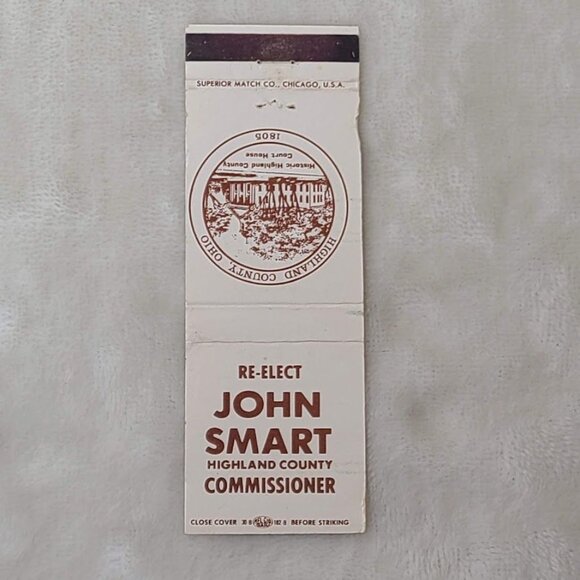 SUPERIOR MATCH CO., CHICAGO, U.S.A.
HIGHLAND COUNTY, OHIO
1805
Historic Highland County
Court House
RE-ELECT
JOHN
SMART
HIGHLAND COUNTY
COMMISSIONER
CLOSE COVER BEFORE STRIKING